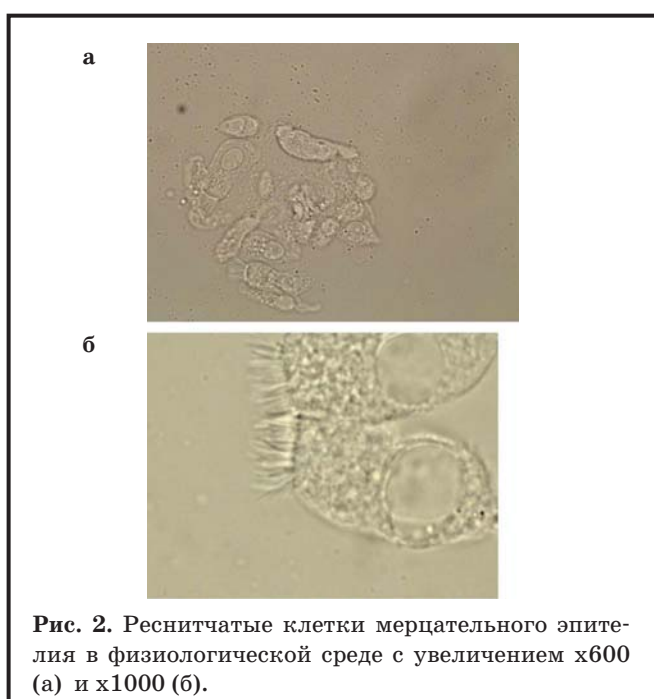 а
б
Рис. 2. Реснитчатые клетки мерцательного эпите-
лия в физиологической среде с увеличением х600
(а) и х1000 (б).